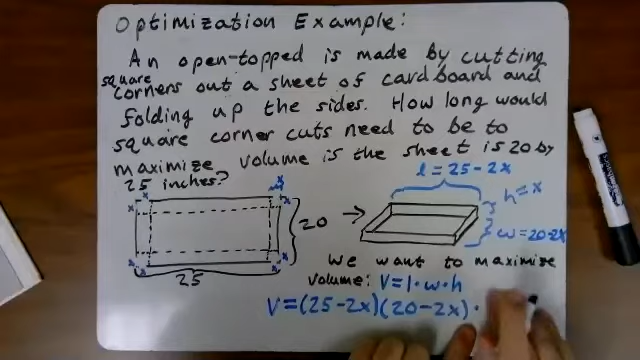 Optimization Example:
An open-topped is made by cutting
square
corners out a sheet of cardboard and
folding up the sides. How long would
square corner cuts need to be to
maximize volume is the sheet is 20 by
25 inches?
l = 25 - 2x
h = x
w = 20 - 2x
x
x
x
x
x
x
x
20
25
We want to maximize
volume: V = l · w · h
V = (25 - 2x)(20 - 2x) ·